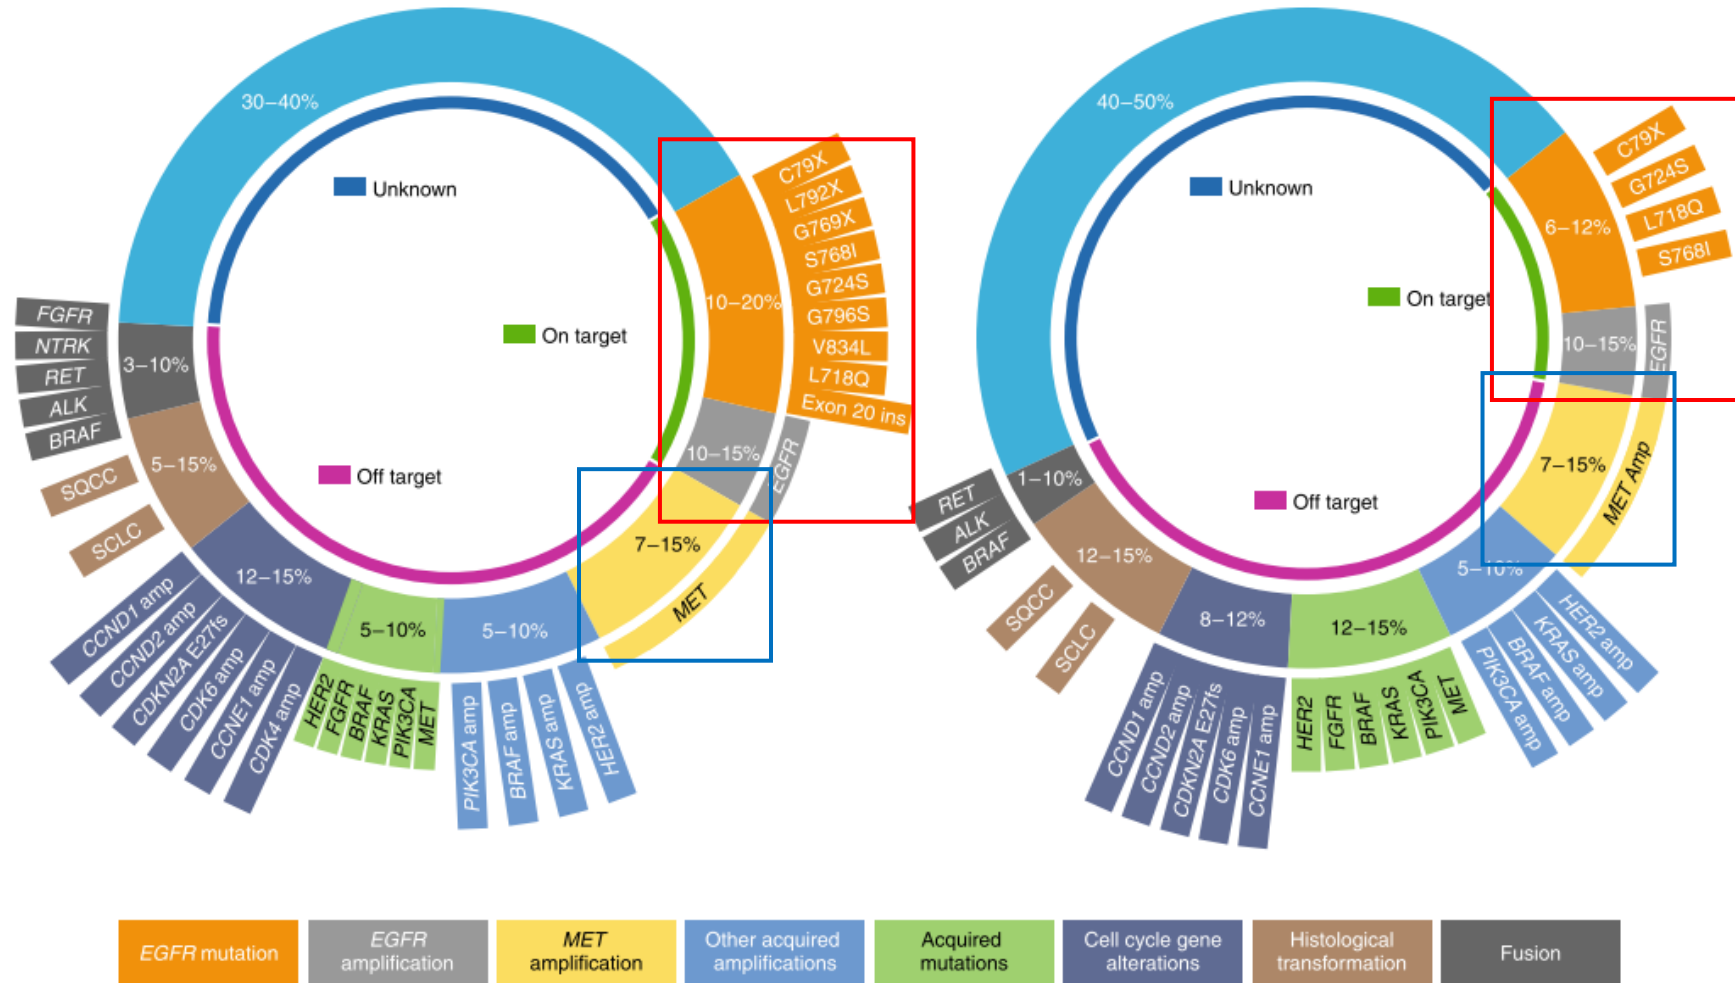 30–40%
Unknown
On target
Off target
C79X
L792X
G769X
S768I
G724S
G796S
V834L
L718Q
Exon 20 ins
10–20%
10–15%
EGFR
7–15%
MET
5–10%
HER2 amp
KRAS amp
BRAF amp
PIK3CA amp
5–10%
MET
PIK3CA
KRAS
BRAF
FGFR
HER2
12–15%
CDK4 amp
CCNE1 amp
CDK6 amp
CDKN2A E27fs
CCND2 amp
CCND1 amp
5–15%
SCLC
SQCC
3–10%
BRAF
ALK
RET
NTRK
FGFR
40–50%
Unknown
On target
Off target
C79X
G724S
L718Q
S768I
6–12%
10–15%
EGFR
7–15%
MET Amp
5–10%
HER2 amp
KRAS amp
BRAF amp
PIK3CA amp
12–15%
MET
PIK3CA
KRAS
BRAF
FGFR
HER2
8–12%
CCNE1 amp
CDK6 amp
CDKN2A E27fs
CCND2 amp
CCND1 amp
12–15%
SCLC
SQCC
1–10%
BRAF
ALK
RET
EGFR mutation
EGFR
amplification
MET
amplification
Other acquired
amplifications
Acquired
mutations
Cell cycle gene
alterations
Histological
transformation
Fusion